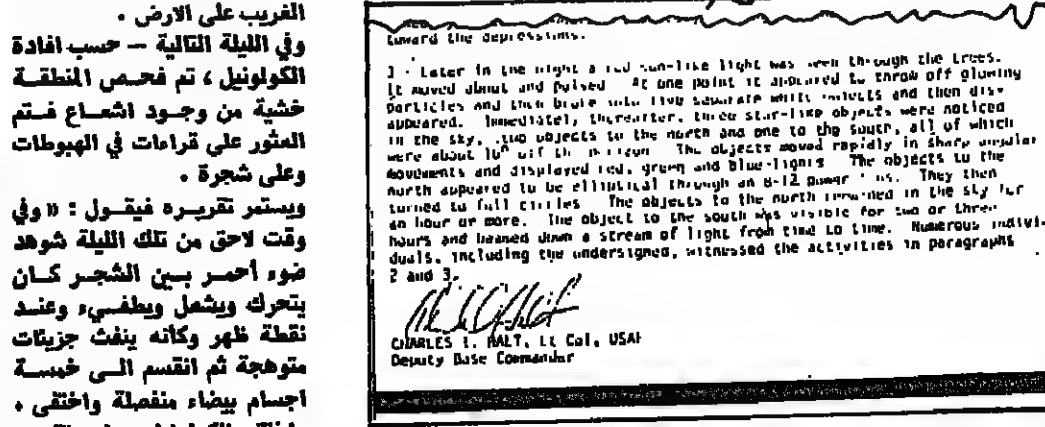 الغريب على الارض .
وفي الليلة التالية — حسب افادة
الكولونيل ، تم فحص المنطقة
خشية من وجود اشعاع فتم
العثور على قراءات في الهبوطات
وعلى شجرة .
ويستمر تقريره فيقول : « وفي
وقت لاحق من تلك الليلة شوهد
ضوء أحمر بين الشجر كان
يتحرك ويشعل ويطفيء وعند
نقطة ظهر وكأنه ينفث جزيئات
متوهجة ثم انقسم الى خمسة
اجسام بيضاء منفصلة واختفى .
toward the depressions.
3. Later in the night a red sun-like light was seen through the trees.
It moved about and pulsed. At one point it appeared to throw off glowing
particles and then broke into five separate white objects and then dis-
appeared. Immediately thereafter, three star-like objects were noticed
in the sky, two objects to the north and one to the south, all of which
were about 10° off the horizon. The objects moved rapidly in sharp angular
movements and displayed red, green and blue lights. The objects to the
north appeared to be elliptical through an 8-12 power lens. They then
turned to full circles. The objects to the north remained in the sky for
an hour or more. The object to the south was visible for two or three
hours and beamed down a stream of light from time to time. Numerous indivi-
duals, including the undersigned, witnessed the activities in paragraphs
2 and 3.
CHARLES I. HALT, Lt Col, USAF
Deputy Base Commander